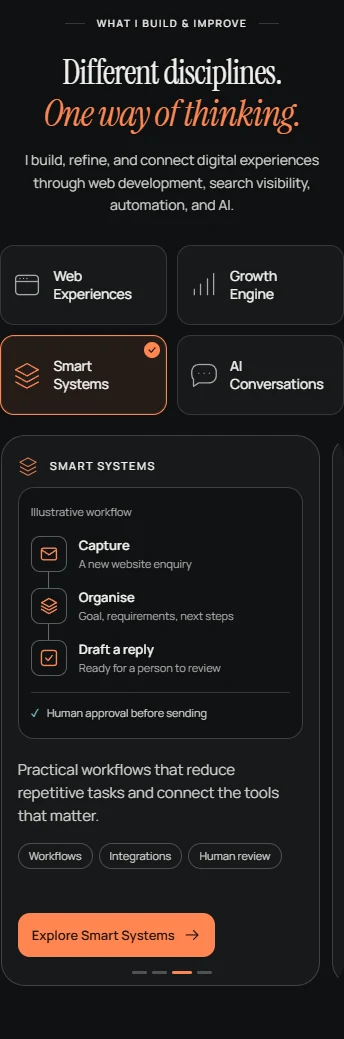 WHAT I BUILD & IMPROVE
Different disciplines.
One way of thinking.
I build, refine, and connect digital experiences
through web development, search visibility,
automation, and AI.
Web
Experiences
Growth
Engine
Smart
Systems
AI
Conversations
SMART SYSTEMS
Illustrative workflow
Capture
A new website enquiry
Organise
Goal, requirements, next steps
Draft a reply
Ready for a person to review
✓ Human approval before sending
Practical workflows that reduce
repetitive tasks and connect the tools
that matter.
Workflows
Integrations
Human review
Explore Smart Systems →